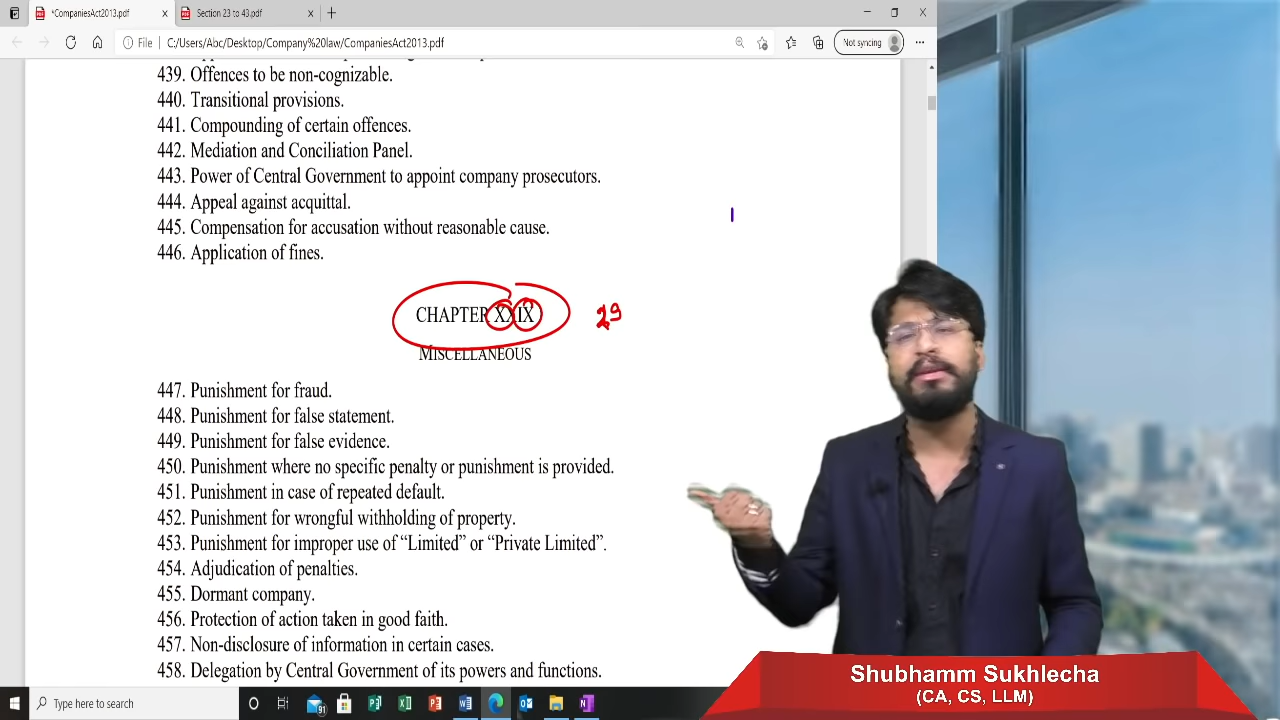 *CompaniesAct2013.pdf
Section 23 to 43.pdf
File
C:/Users/Abc/Desktop/Company%20law/CompaniesAct2013.pdf
Not syncing
439. Offences to be non-cognizable.
440. Transitional provisions.
441. Compounding of certain offences.
442. Mediation and Conciliation Panel.
443. Power of Central Government to appoint company prosecutors.
444. Appeal against acquittal.
445. Compensation for accusation without reasonable cause.
446. Application of fines.
CHAPTER XXIX 29
MISCELLANEOUS
447. Punishment for fraud.
448. Punishment for false statement.
449. Punishment for false evidence.
450. Punishment where no specific penalty or punishment is provided.
451. Punishment in case of repeated default.
452. Punishment for wrongful withholding of property.
453. Punishment for improper use of “Limited” or “Private Limited”.
454. Adjudication of penalties.
455. Dormant company.
456. Protection of action taken in good faith.
457. Non-disclosure of information in certain cases.
458. Delegation by Central Government of its powers and functions.
Shubhamm Sukhlecha
(CA, CS, LLM)
Type here to search
91